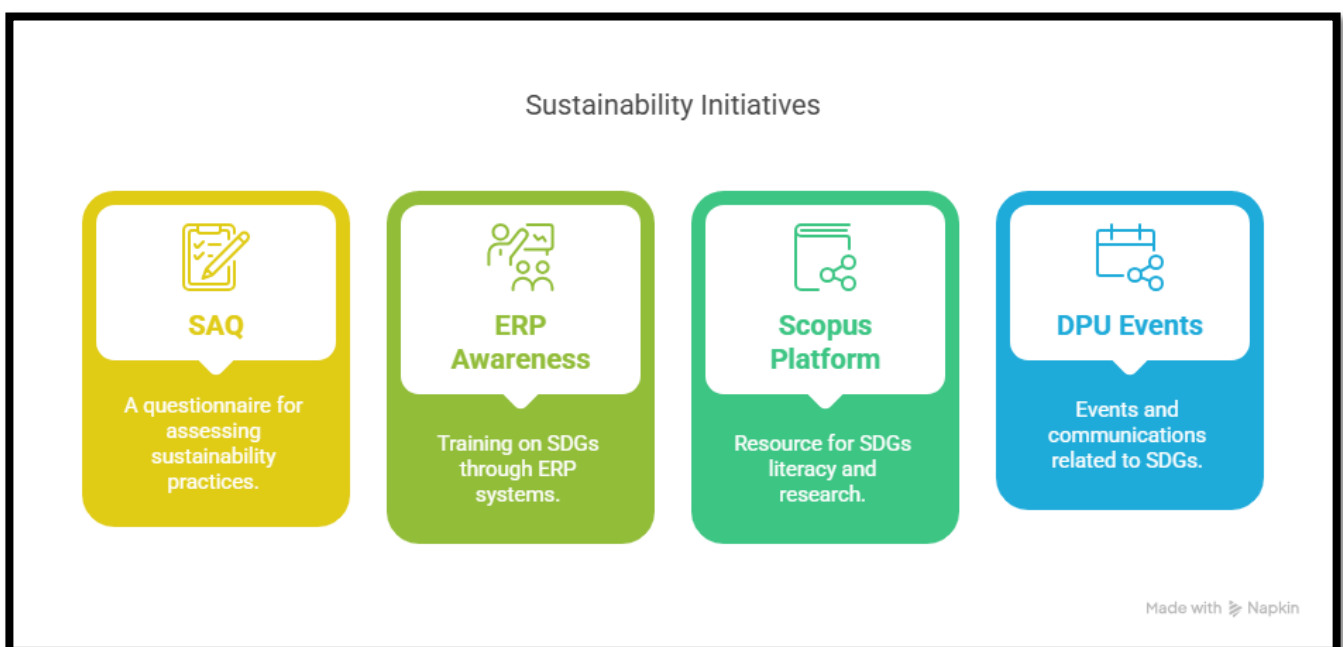 Sustainability Initiatives
SAQ
A questionnaire for
assessing
sustainability
practices.
ERP
Awareness
Training on SDGs
through ERP
systems.
Scopus
Platform
Resource for SDGs
literacy and
research.
DPU Events
Events and
communications
related to SDGs.
Made with Napkin